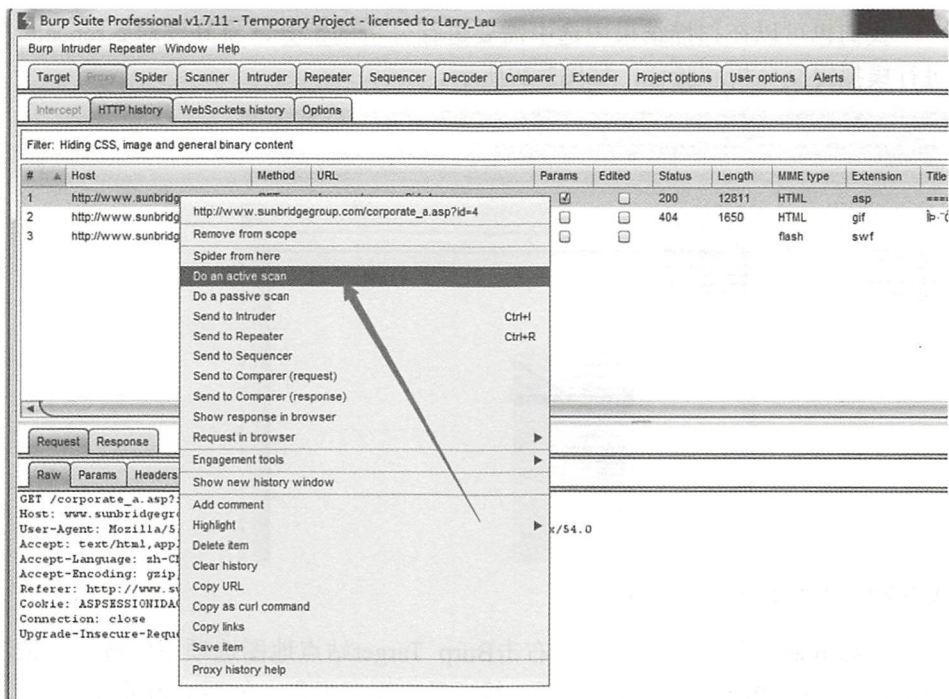 Burp Suite Professional v1.7.11 - Temporary Project - licensed to Larry_Lau
Burp Intruder Repeater Window Help
Target Proxy Spider Scanner Intruder Repeater Sequencer Decoder Comparer Extender Project options User options Alerts
Intercept HTTP history WebSockets history Options
Filter: Hiding CSS, image and general binary content
# Host Method URL Params Edited Status Length MIME type Extension Title
1 http://www.sunbridg 200 12811 HTML asp
2 http://www.sunbridg 404 1650 HTML gif
3 http://www.sunbridg flash swf
http://www.sunbridgegroup.com/corporate_a.asp?id=4
Remove from scope
Spider from here
Do an active scan
Do a passive scan
Send to Intruder Ctrl+I
Send to Repeater Ctrl+R
Send to Sequencer
Send to Comparer (request)
Send to Comparer (response)
Show response in browser
Request in browser
Engagement tools
Show new history window
Add comment
Highlight
Delete item
Clear history
Copy URL
Copy as curl command
Copy links
Save item
Proxy history help
Request Response
Raw Params Headers
GET /corporate_a.asp?
Host: www.sunbridgegr
User-Agent: Mozilla/5 x/54.0
Accept: text/html,app
Accept-Language: zh-C
Accept-Encoding: gzip
Referer: http://www.s
Cookie: ASPSESSIONIDA
Connection: close
Upgrade-Insecure-Requ